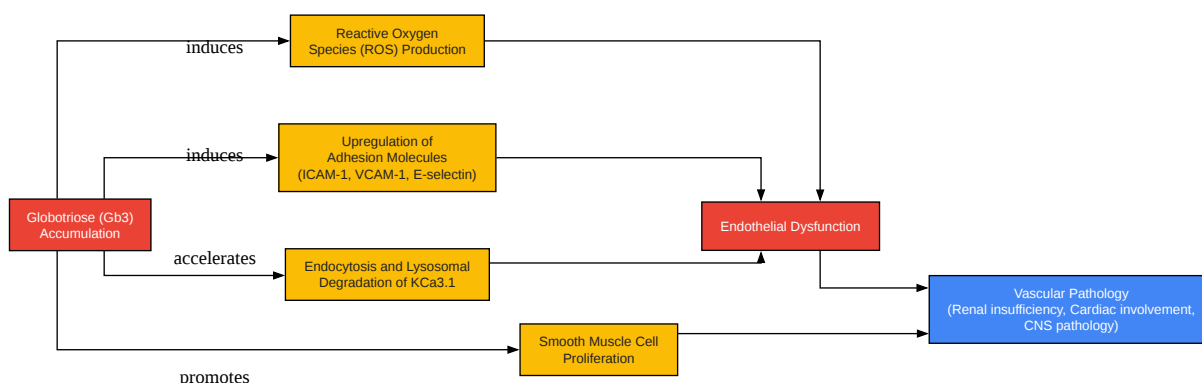 induces
Reactive Oxygen
Species (ROS) Production
induces
Upregulation of
Adhesion Molecules
(ICAM-1, VCAM-1, E-selectin)
Globotriose (Gb3)
Accumulation
Endothelial Dysfunction
accelerates
Endocytosis and Lysosomal
Degradation of KCa3.1
Vascular Pathology
(Renal insufficiency, Cardiac involvement,
CNS pathology)
Smooth Muscle Cell
Proliferation
promotes